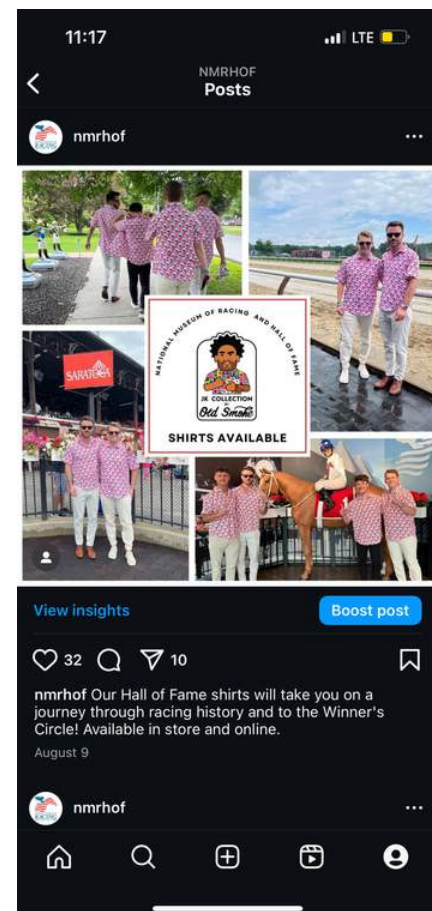 11:17
LTE
NMRHOF
Posts
nmrhof
SARATOGA
NATIONAL MUSEUM OF RACING AND HALL OF FAME
JK COLLECTION
BY
Old Smoke
SHIRTS AVAILABLE
View insights
Boost post
32
10
nmrhof Our Hall of Fame shirts will take you on a
journey through racing history and to the Winner's
Circle! Available in store and online.
August 9
nmrhof